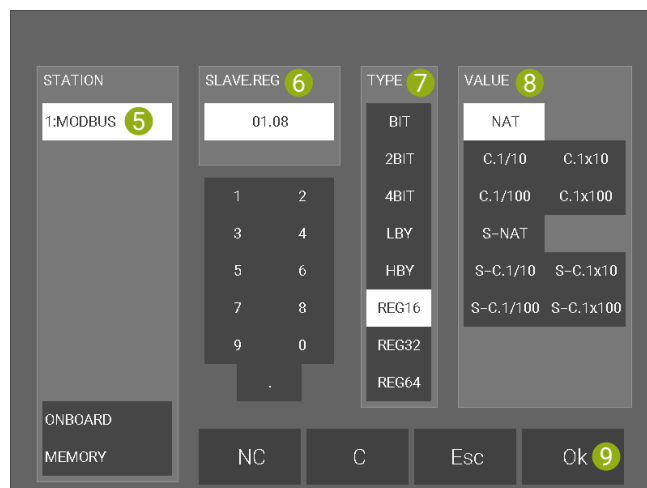 STATION
1:MODBUS 5
ONBOARD
MEMORY
SLAVE.REG 6
01.08
1 2
3 4
5 6
7 8
9 0
.
TYPE 7
BIT
2BIT
4BIT
LBY
HBY
REG16
REG32
REG64
VALUE 8
NAT
C.1/10 C.1x10
C.1/100 C.1x100
S-NAT
S-C.1/10 S-C.1x10
S-C.1/100 S-C.1x100
NC C Esc Ok 9